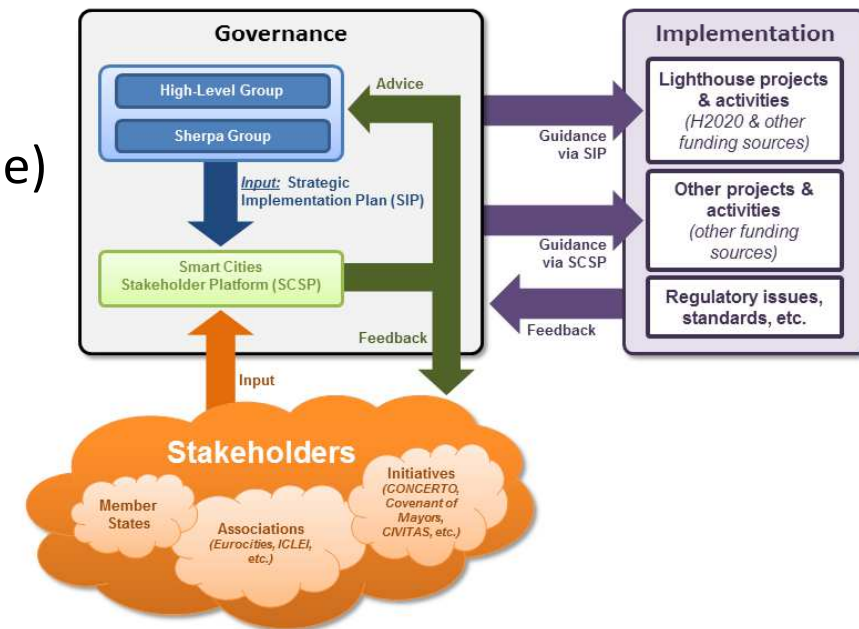 Governance
High-Level Group
Sherpa Group
Advice
e)
Input: Strategic
Implementation Plan (SIP)
Smart Cities
Stakeholder Platform (SCSP)
Feedback
Input
Guidance
via SIP
Guidance
via SCSP
Feedback
Implementation
Lighthouse projects
& activities
(H2020 & other
funding sources)
Other projects &
activities
(other funding
sources)
Regulatory issues,
standards, etc.
Stakeholders
Member
States
Associations
(Eurocities, ICLEI,
etc.)
Initiatives
(CONCERTO,
Covenant of
Mayors,
CIVITAS, etc.)